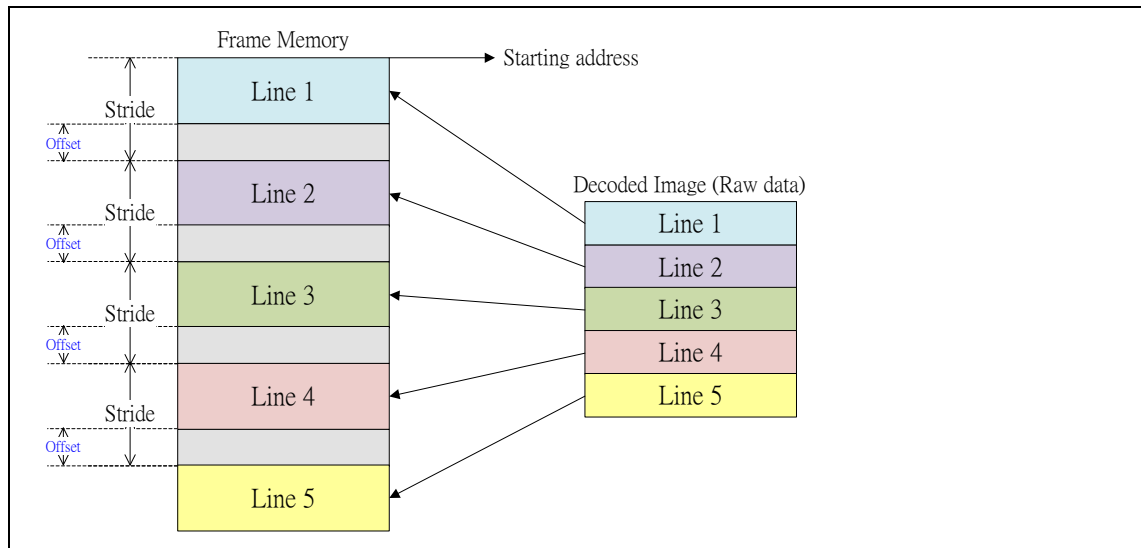 Frame Memory
Starting address
Line 1
Stride
Offset
Line 2
Stride
Offset
Line 3
Stride
Offset
Line 4
Stride
Offset
Line 5
Decoded Image (Raw data)
Line 1
Line 2
Line 3
Line 4
Line 5